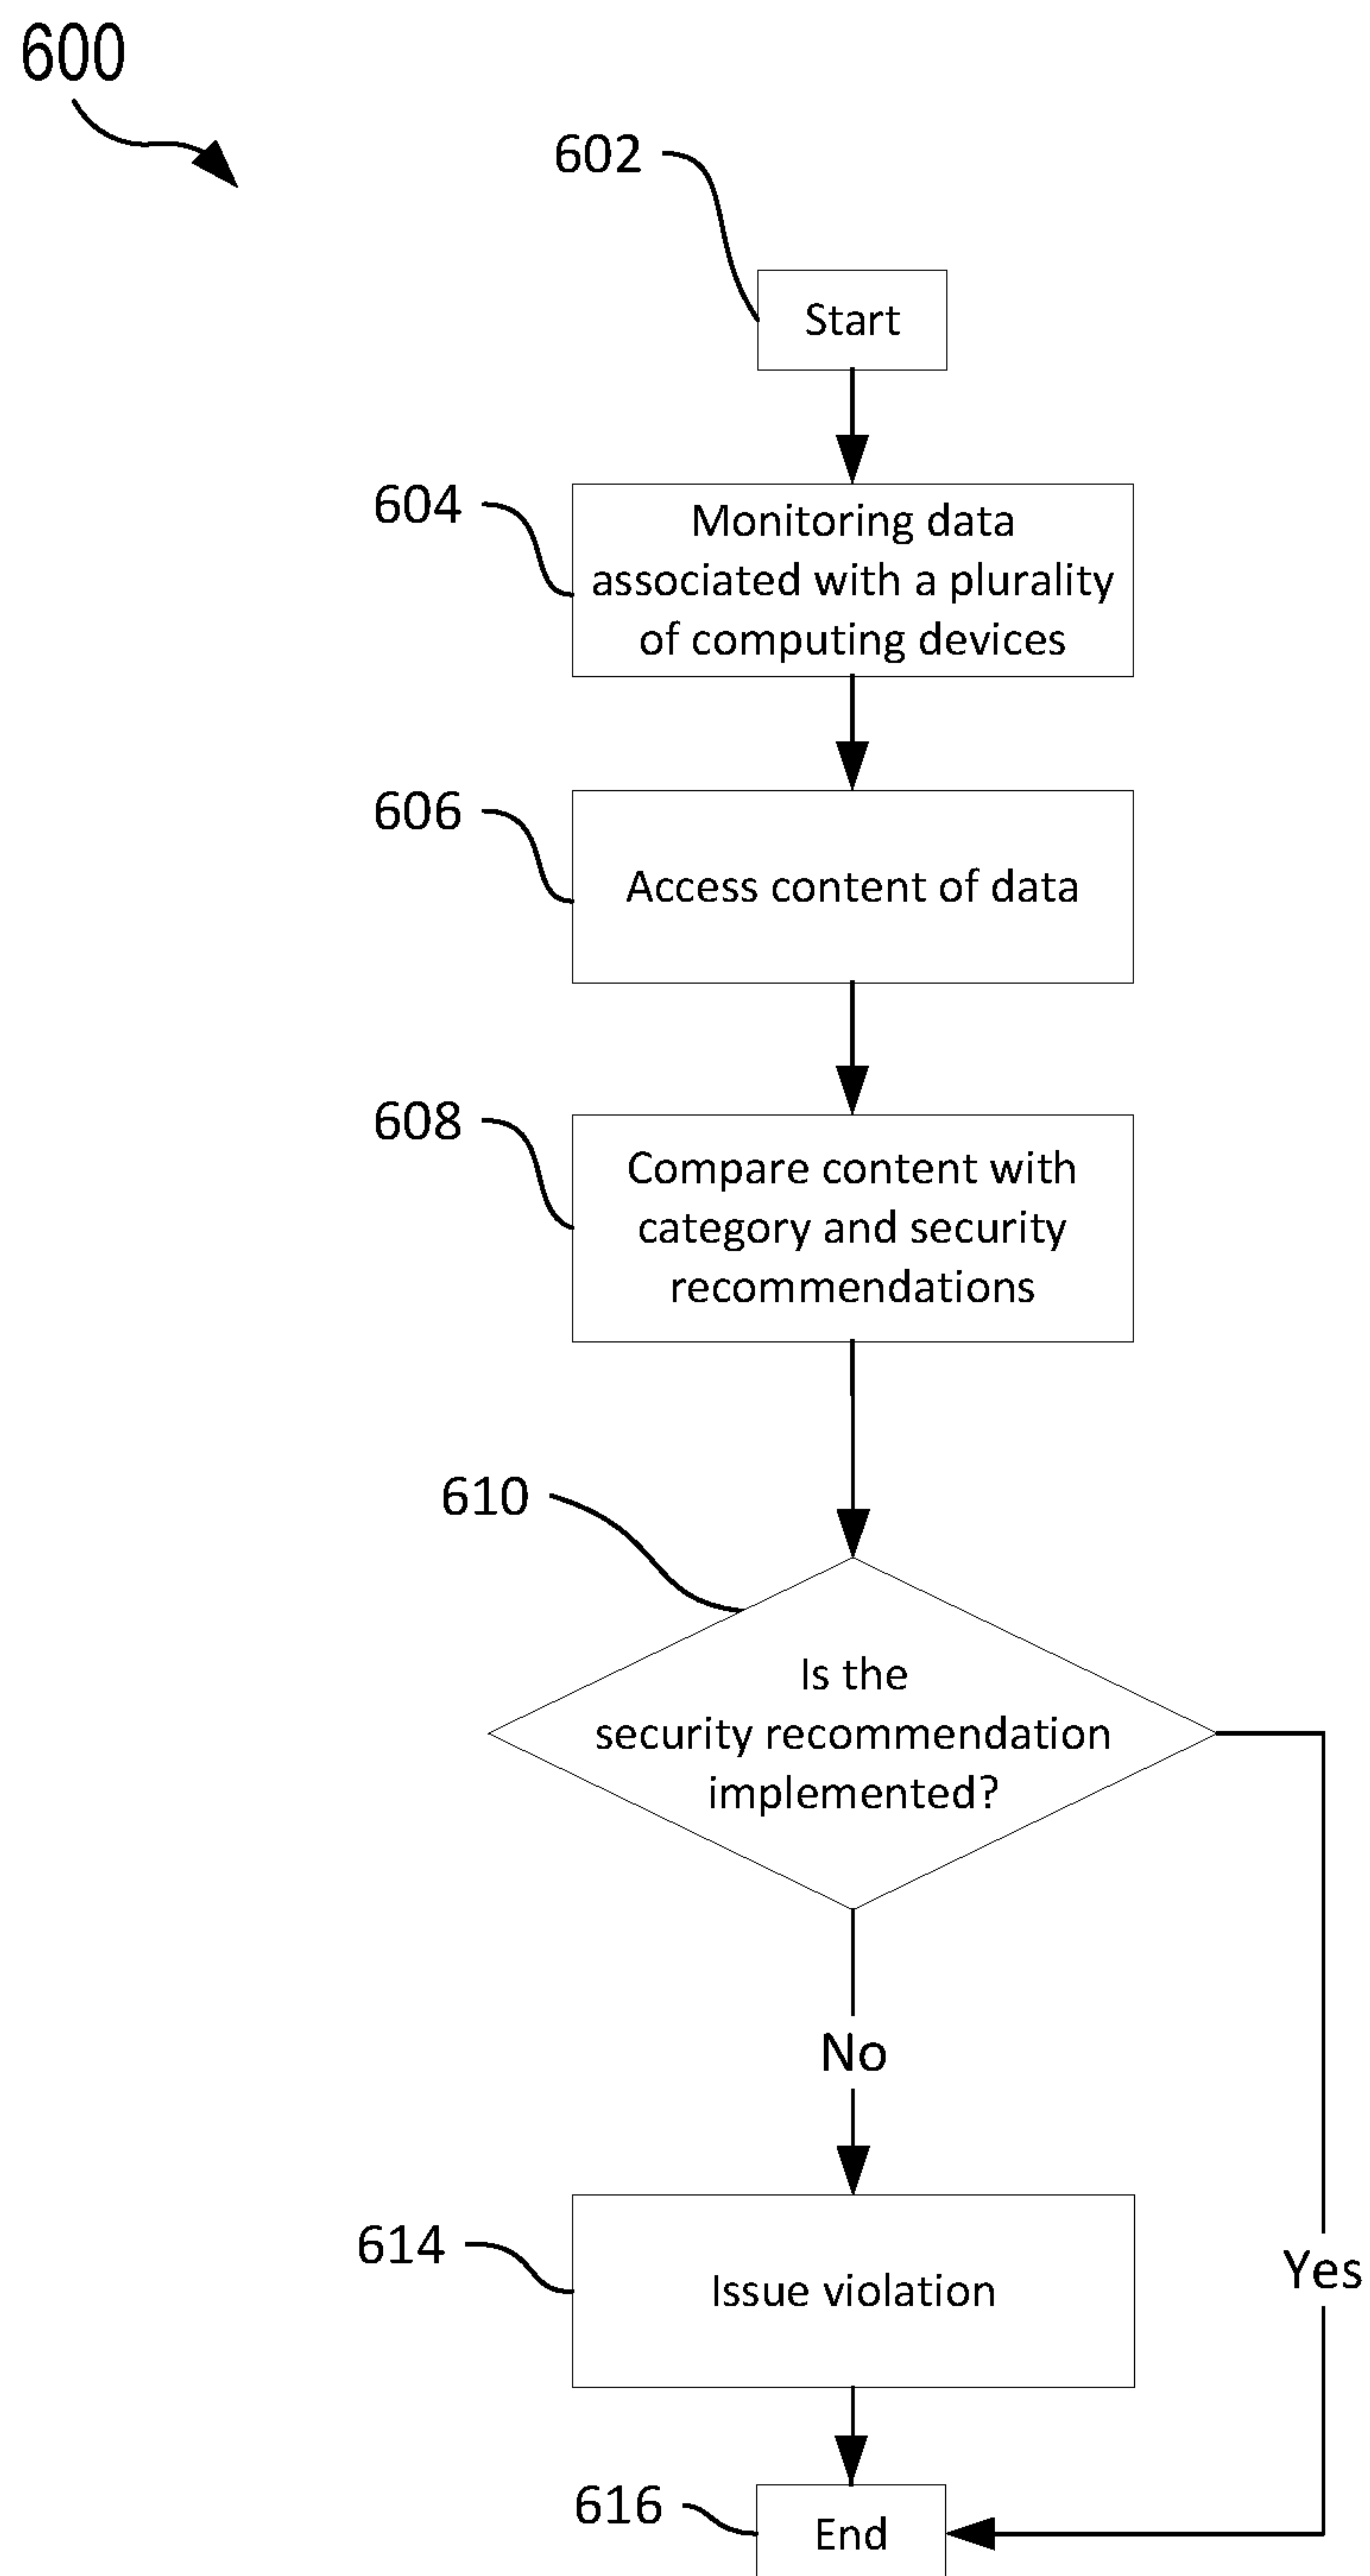 600
602
Start
604
Monitoring data
associated with a plurality
of computing devices
606
Access content of data
608
Compare content with
category and security
recommendations
610
Is the
security recommendation
implemented?
No
614
Issue violation
Yes
616
End